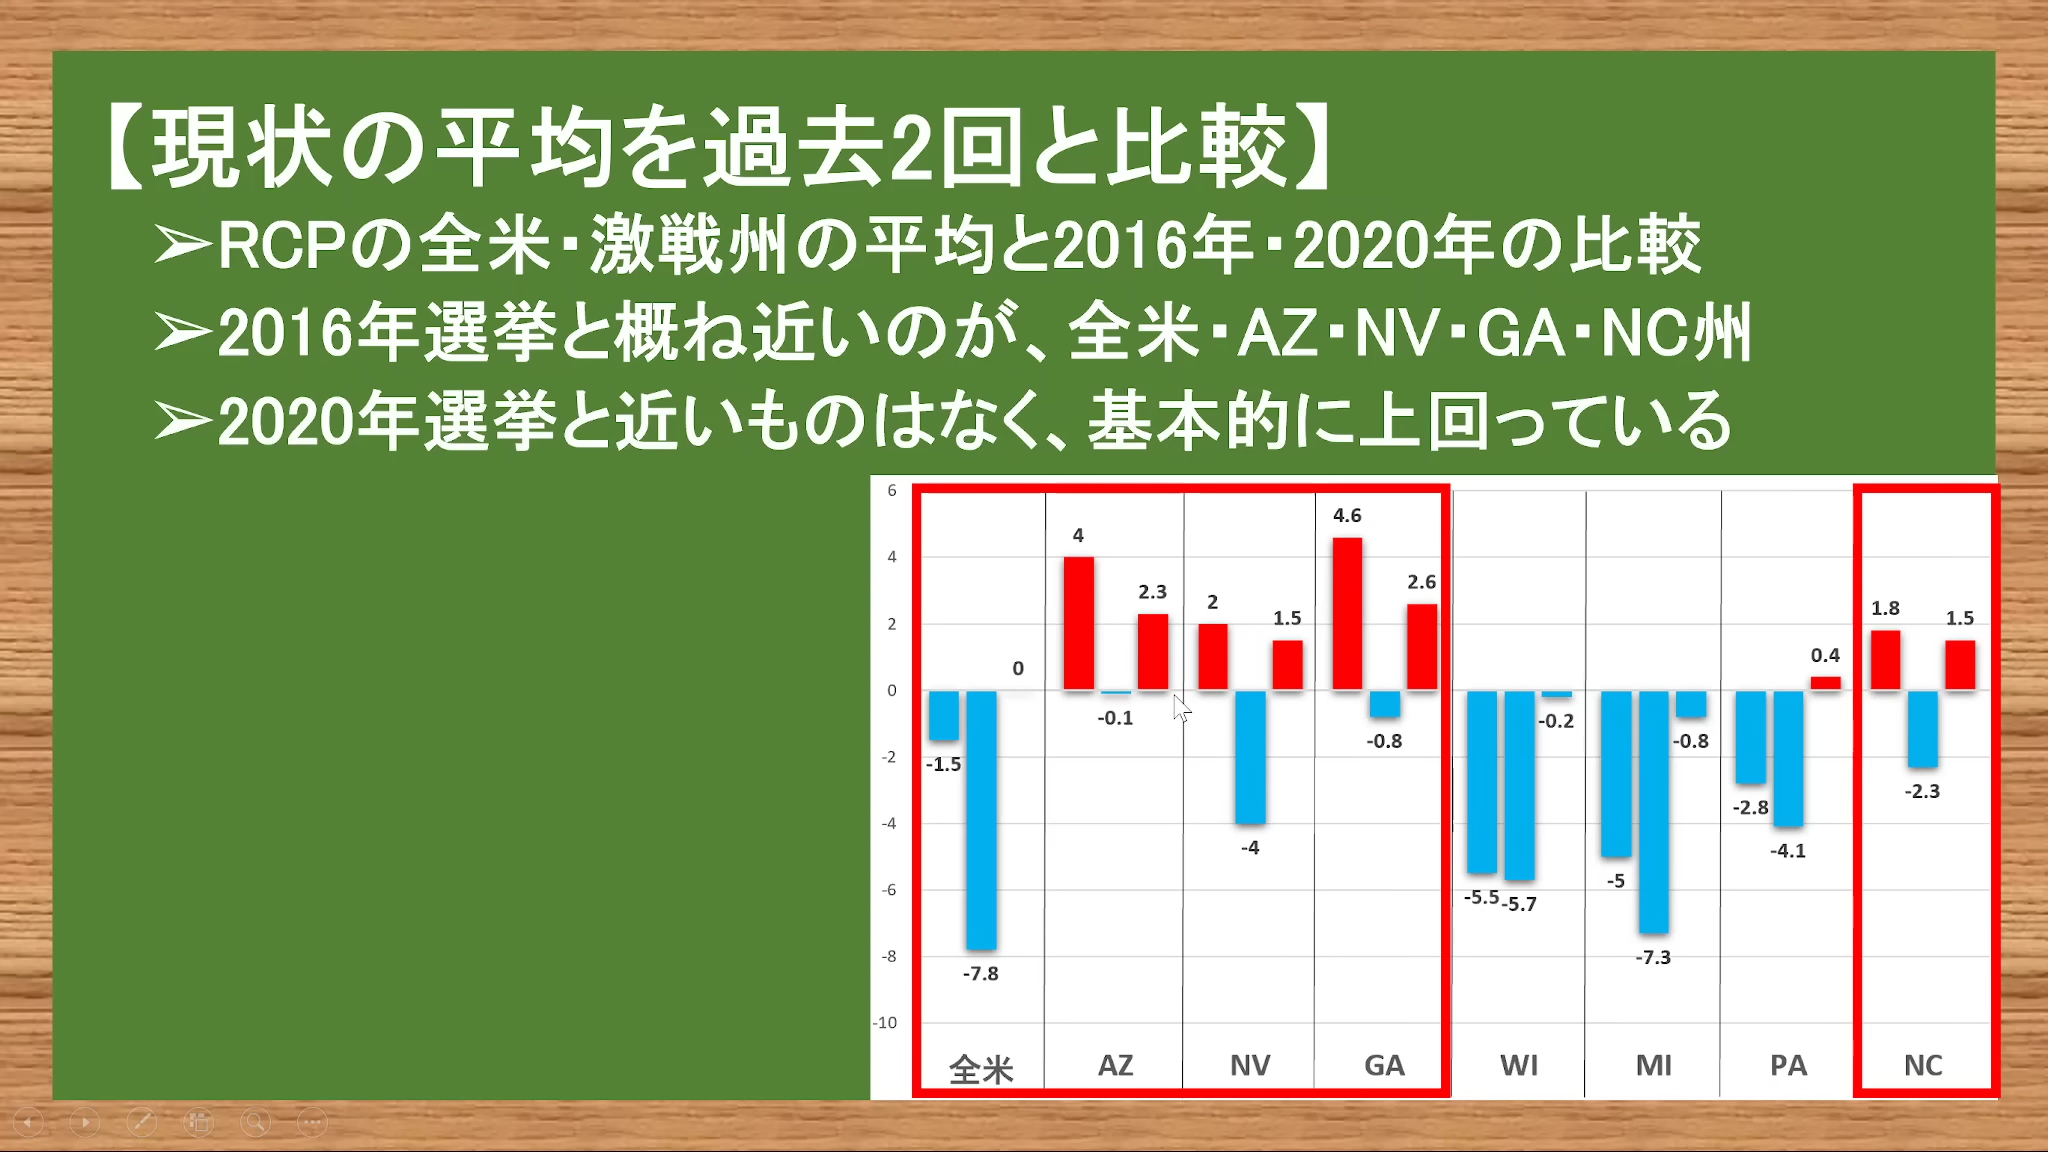 【現状の平均を過去2回と比較】
➢RCPの全米・激戦州の平均と2016年・2020年の比較
➢2016年選挙と概ね近いのが、全米・AZ・NV・GA・NC州
➢2020年選挙と近いものはなく、基本的に上回っている
6
4
2
0
-2
-4
-6
-8
-10
-1.5
-7.8
0
4
-0.1
2.3
2
-4
1.5
4.6
-0.8
2.6
-5.5
-5.7
-0.2
-5
-7.3
-0.8
-2.8
-4.1
0.4
1.8
-2.3
1.5
全米
AZ
NV
GA
WI
MI
PA
NC